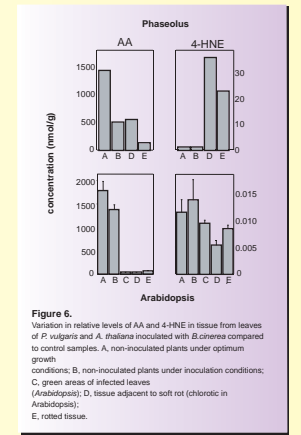 Phaseolus
AA 4-HNE
1500
1000
500
0
30
20
10
0
A B D E A B D E
concentration (nmol/g)
2000
1500
1000
500
0
0.015
0.010
0.005
0
A B C D E A B C D E
Arabidopsis
Figure 6.
Variation in relative levels of AA and 4-HNE in tissue from leaves
of P. vulgaris and A. thaliana inoculated with B.cinerea compared
to control samples. A, non-inoculated plants under optimum
growth
conditions; B, non-inoculated plants under inoculation conditions;
C, green areas of infected leaves
(Arabidopsis); D, tissue adjacent to soft rot (chlorotic in
Arabidopsis);
E, rotted tissue.